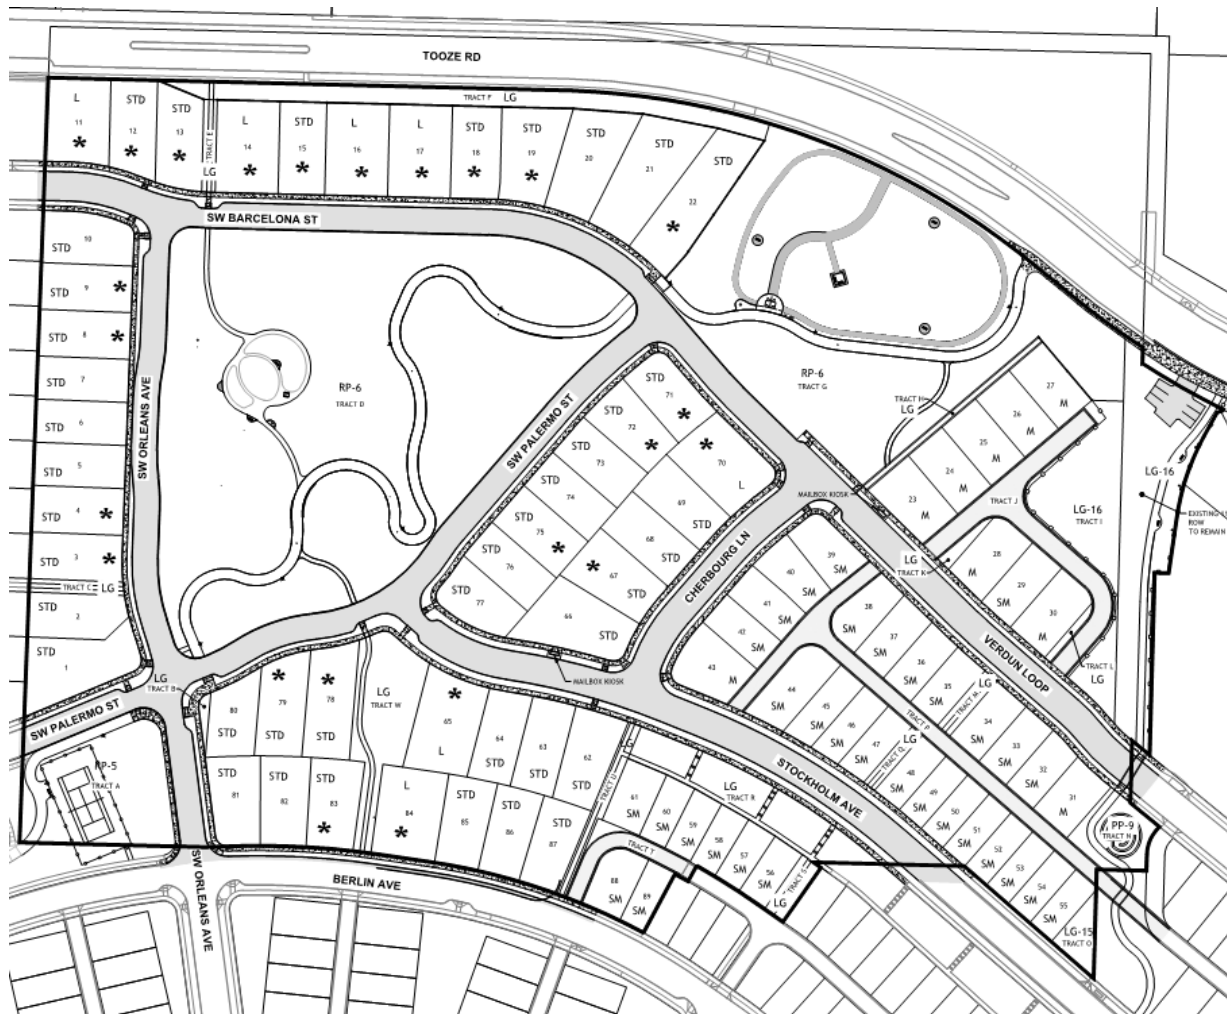 TOOZE RD
TRACT F LG
L
11
*
STD
12
*
STD
13
*
TRACT E
LG
L
14
*
STD
15
*
L
16
*
L
17
*
STD
18
*
STD
19
*
STD
20
STD
21
STD
22
*
SW BARCELONA ST
STD 10
STD 9 *
STD 8 *
STD 7
STD 6
STD 5
STD 4 *
STD 3 *
TRACT C LG
STD 2
STD 1
SW ORLEANS AVE
RP-6
TRACT D
SW PALERMO ST
RP-6
TRACT G
TRACT H
LG
27
M
26
M
25
M
24
M
23
M
TRACT J
MAILBOX KIOSK
LG-16
TRACT I
LG-16
ROW
TO REMAIN
STD
71
*
STD
72
*
*
70
L
STD
73
STD
74
69
STD
75
*
68
STD
STD
76
*
67
STD
STD
77
66
STD
CHERBOURG LN
MAILBOX KIOSK
39
SM
40
SM
41
SM
42
SM
43
M
LG
TRACT K
28
M
29
SM
30
M
TRACT L
LG
VERDUN LOOP
38
SM
37
SM
36
SM
35
SM
LG
TRACT M
34
SM
33
SM
32
SM
31
M
44
SM
45
SM
46
SM
47
SM
TRACT P
LG
TRACT Q
48
SM
49
SM
50
SM
51
SM
52
SM
53
SM
54
SM
55
SM
LG-15
TRACT O
PP-9
TRACT N
STOCKHOLM AVE
LG
TRACT B
SW PALERMO ST
RP-5
TRACT A
80
STD
*
79
STD
*
78
STD
LG
TRACT W
*
65
L
64
STD
63
STD
62
STD
STD
81
STD
82
STD
83
*
L
84
*
STD
85
STD
86
STD
87
LG
TRACT U
LG
TRACT R
61
SM
60
SM
59
SM
58
SM
57
SM
56
SM
TRACT S
LG
TRACT T
88
SM
89
SM
SW ORLEANS AVE
BERLIN AVE